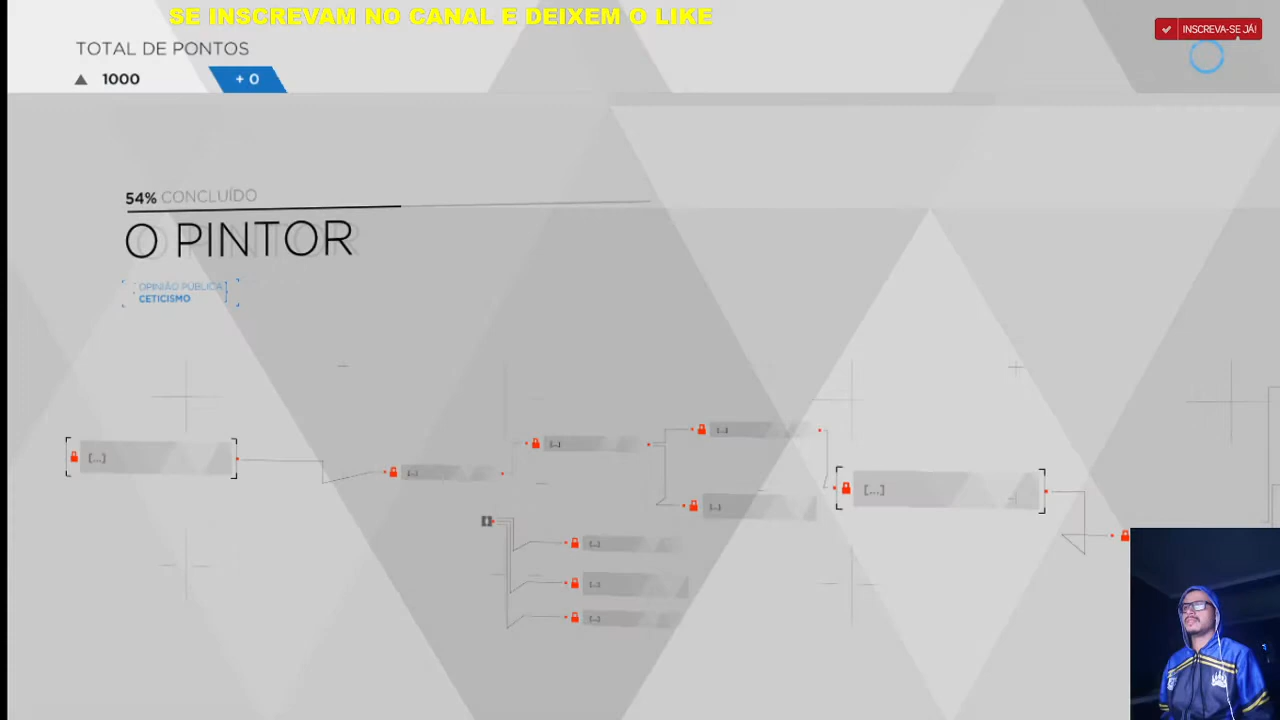 SE INSCREVAM NO CANAL E DEIXEM O LIKE
INSCREVA-SE JÁ!
TOTAL DE PONTOS
1000
+ 0
54% CONCLUÍDO
O PINTOR
OPINIÃO PÚBLICA
CETICISMO
[...]
[...]
[...]
[...]
[...]
[...]
[...]
[...]
[...]